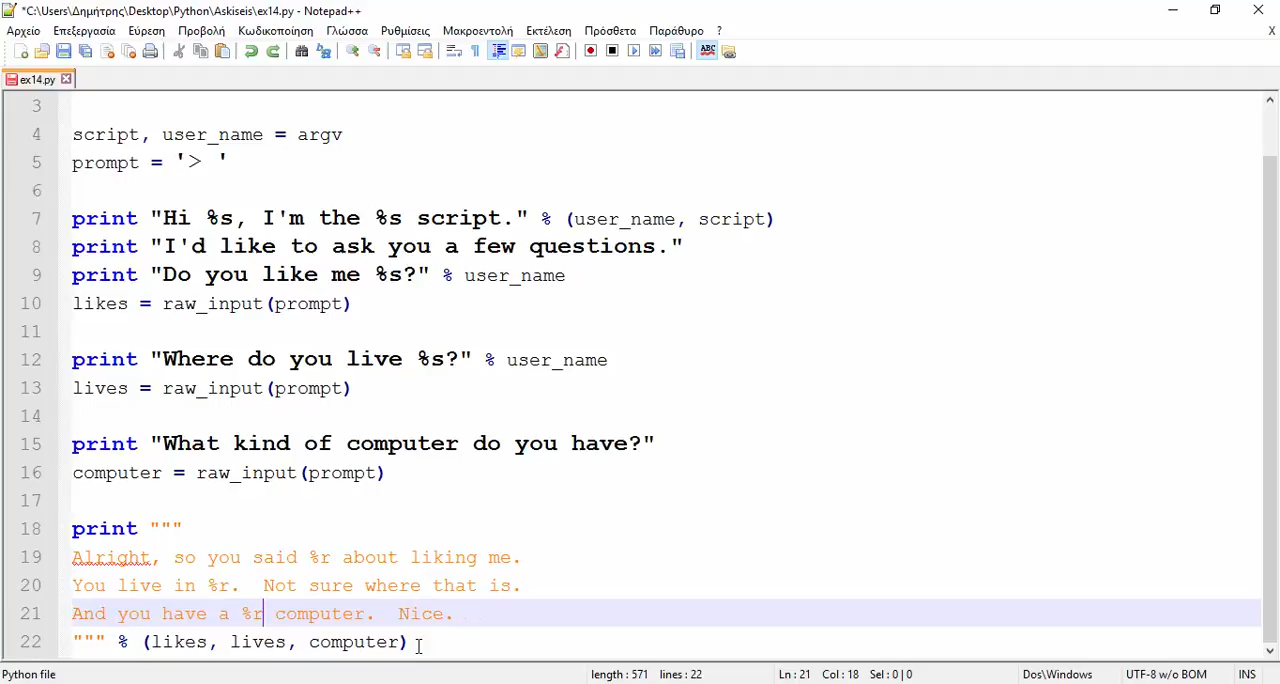 *C:\Users\Δημήτρης\Desktop\Python\Askiseis\ex14.py - Notepad++
Αρχείο Επεξεργασία Εύρεση Προβολή Κωδικοποίηση Γλώσσα Ρυθμίσεις Μακροεντολή Εκτέλεση Πρόσθετα Παράθυρο ? X
ABC
ex14.py
3
4 script, user_name = argv
5 prompt = '> '
6
7 print "Hi %s, I'm the %s script." % (user_name, script)
8 print "I'd like to ask you a few questions."
9 print "Do you like me %s?" % user_name
10 likes = raw_input(prompt)
11
12 print "Where do you live %s?" % user_name
13 lives = raw_input(prompt)
14
15 print "What kind of computer do you have?"
16 computer = raw_input(prompt)
17
18 print """
19 Alright, so you said %r about liking me.
20 You live in %r.  Not sure where that is.
21 And you have a %r computer.  Nice.
22 """ % (likes, lives, computer)
Python file length : 571 lines : 22 Ln : 21 Col : 18 Sel : 0 | 0 Dos\Windows UTF-8 w/o BOM INS